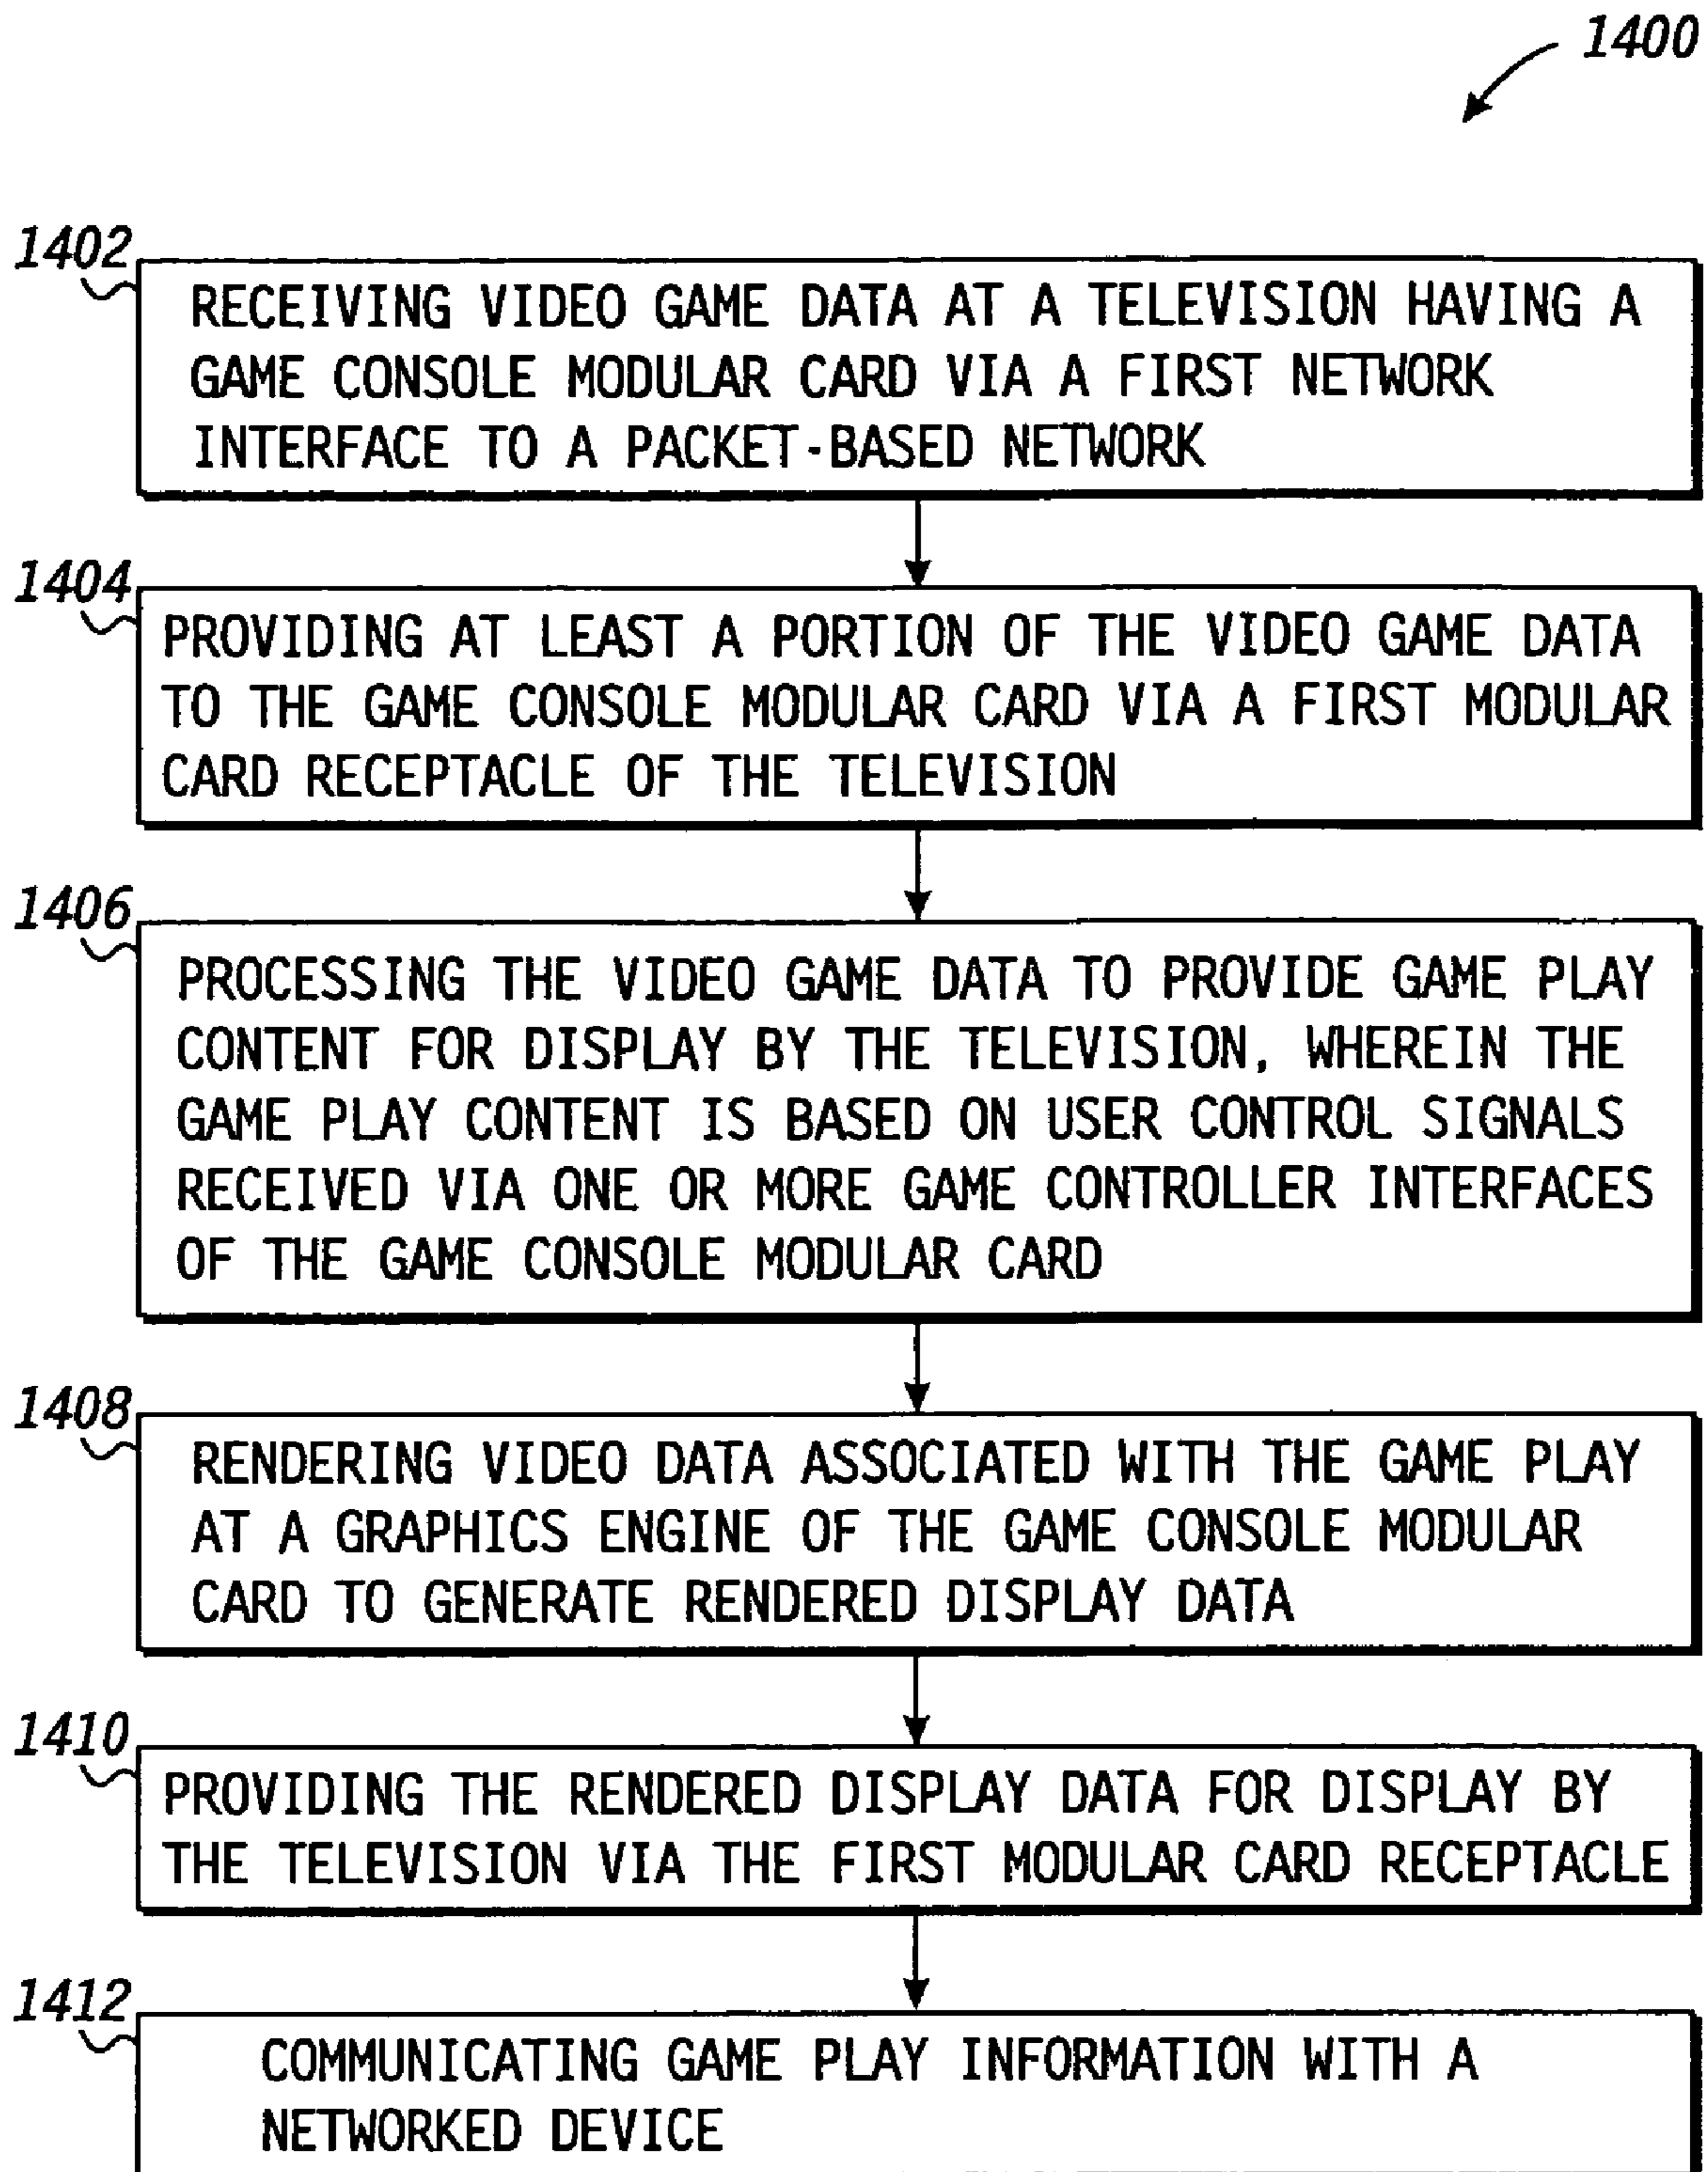 1400
1402
RECEIVING VIDEO GAME DATA AT A TELEVISION HAVING A
GAME CONSOLE MODULAR CARD VIA A FIRST NETWORK
INTERFACE TO A PACKET-BASED NETWORK
1404
PROVIDING AT LEAST A PORTION OF THE VIDEO GAME DATA
TO THE GAME CONSOLE MODULAR CARD VIA A FIRST MODULAR
CARD RECEPTACLE OF THE TELEVISION
1406
PROCESSING THE VIDEO GAME DATA TO PROVIDE GAME PLAY
CONTENT FOR DISPLAY BY THE TELEVISION, WHEREIN THE
GAME PLAY CONTENT IS BASED ON USER CONTROL SIGNALS
RECEIVED VIA ONE OR MORE GAME CONTROLLER INTERFACES
OF THE GAME CONSOLE MODULAR CARD
1408
RENDERING VIDEO DATA ASSOCIATED WITH THE GAME PLAY
AT A GRAPHICS ENGINE OF THE GAME CONSOLE MODULAR
CARD TO GENERATE RENDERED DISPLAY DATA
1410
PROVIDING THE RENDERED DISPLAY DATA FOR DISPLAY BY
THE TELEVISION VIA THE FIRST MODULAR CARD RECEPTACLE
1412
COMMUNICATING GAME PLAY INFORMATION WITH A
NETWORKED DEVICE